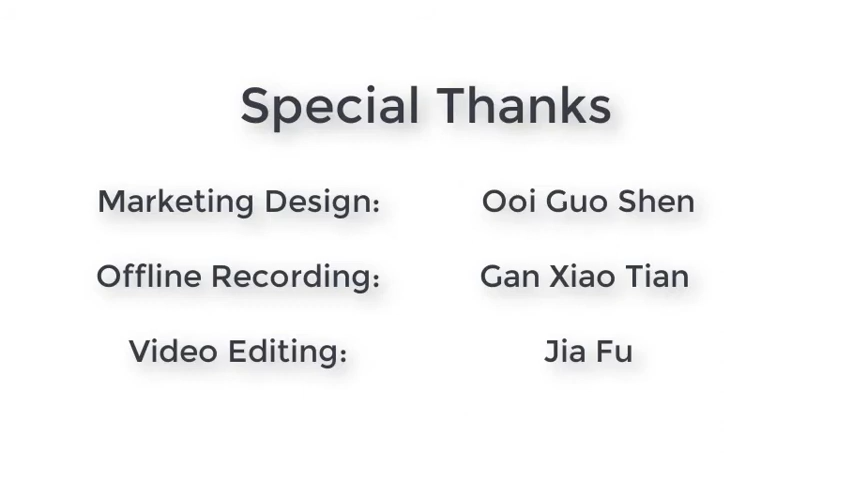 Special Thanks
Marketing Design: Ooi Guo Shen
Offline Recording: Gan Xiao Tian
Video Editing: Jia Fu